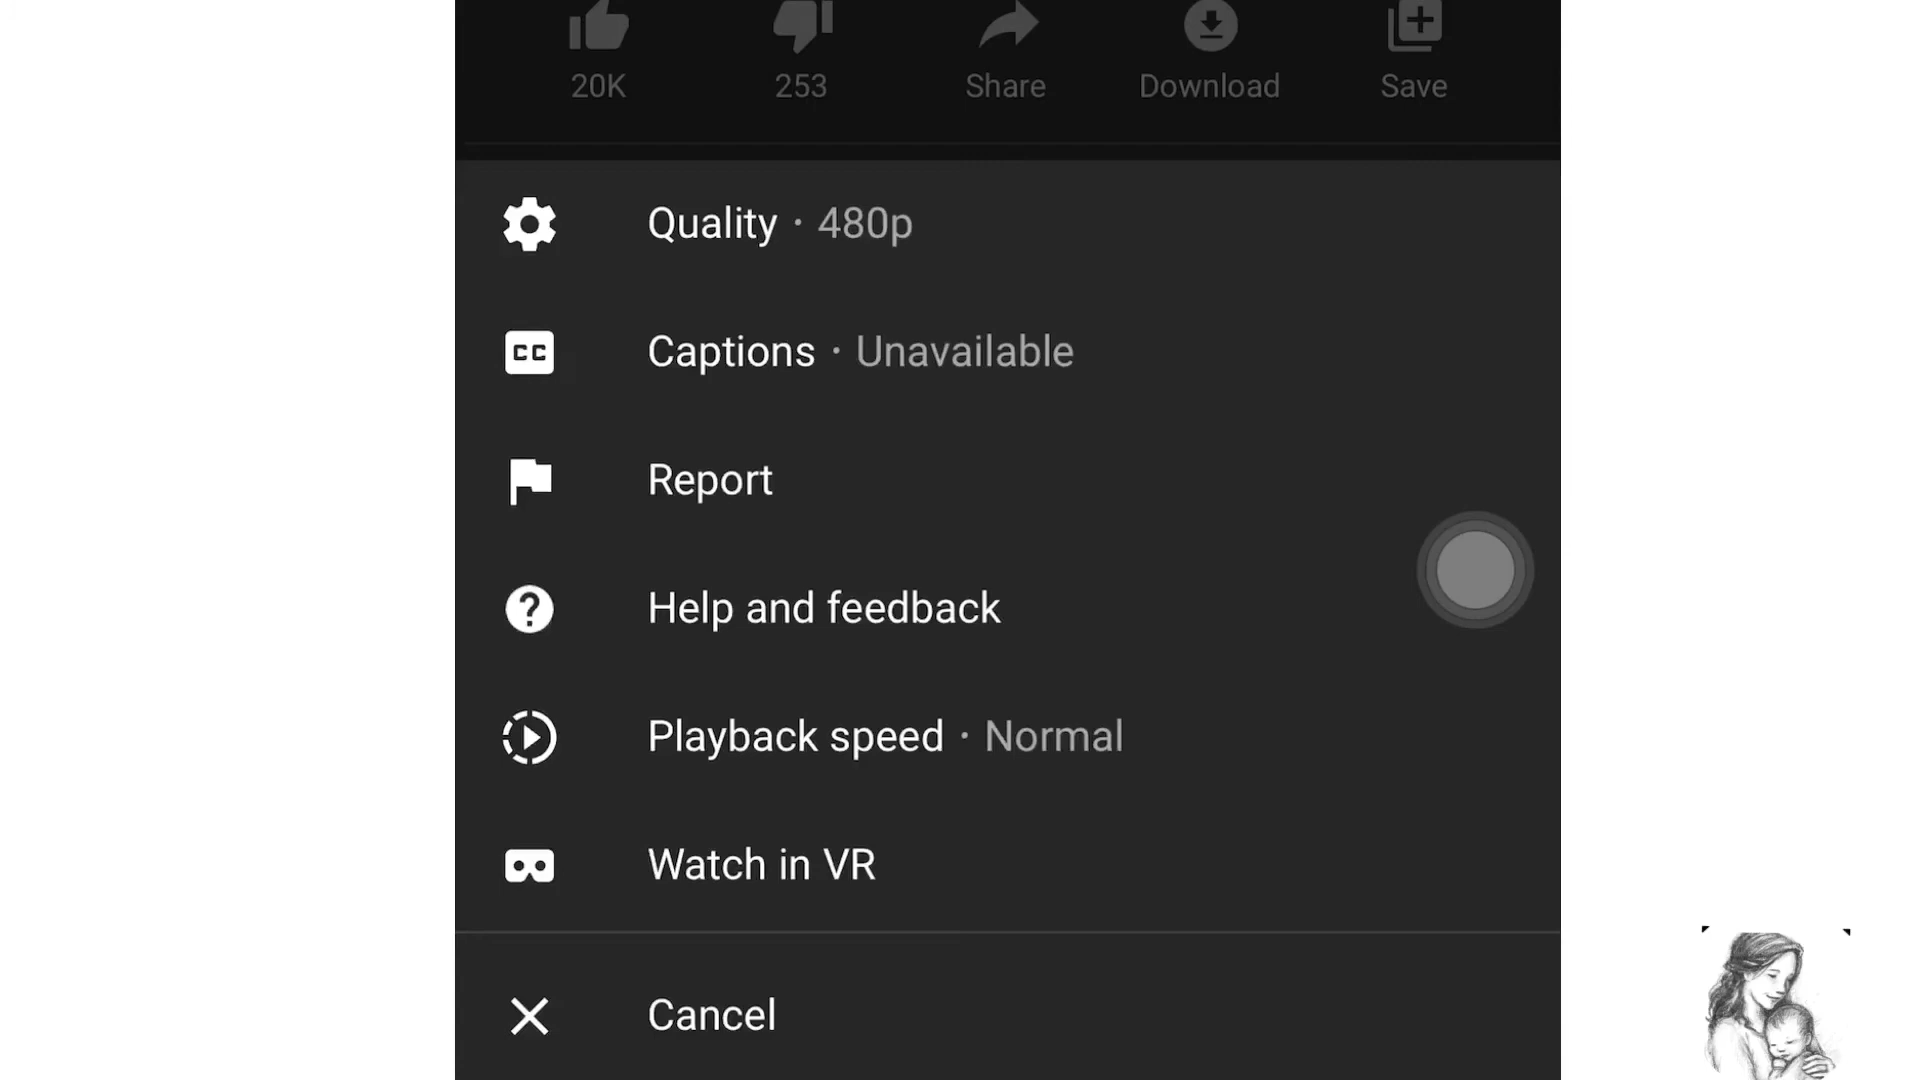 20K 253 Share Download Save
Quality · 480p
CC Captions · Unavailable
Report
Help and feedback
Playback speed · Normal
Watch in VR
Cancel